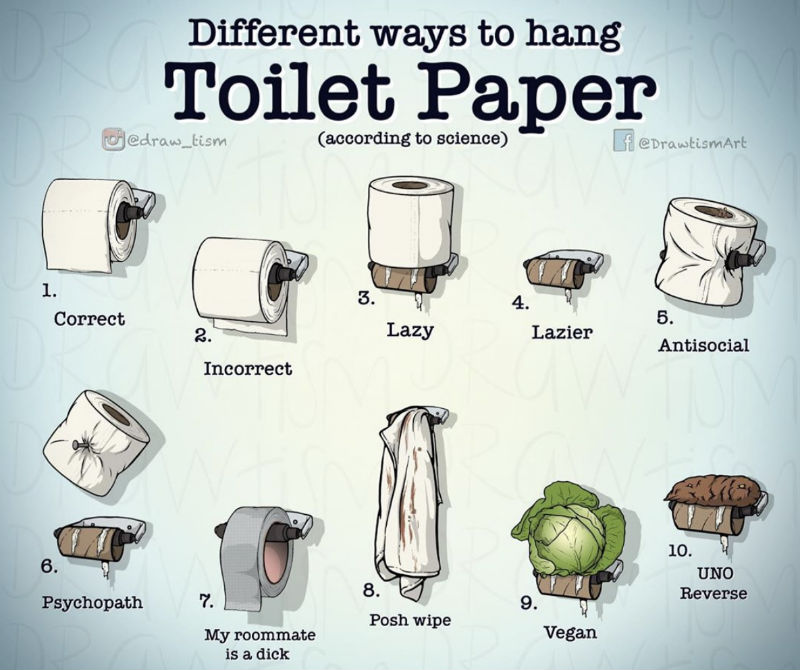 Different ways to hang
Toilet Paper
(according to science)
@draw_tism
@DrawtismArt
1.
Correct
2.
Incorrect
3.
Lazy
4.
Lazier
5.
Antisocial
6.
Psychopath
7.
My roommate
is a dick
8.
Posh wipe
9.
Vegan
10.
UNO
Reverse
DRAWTISM